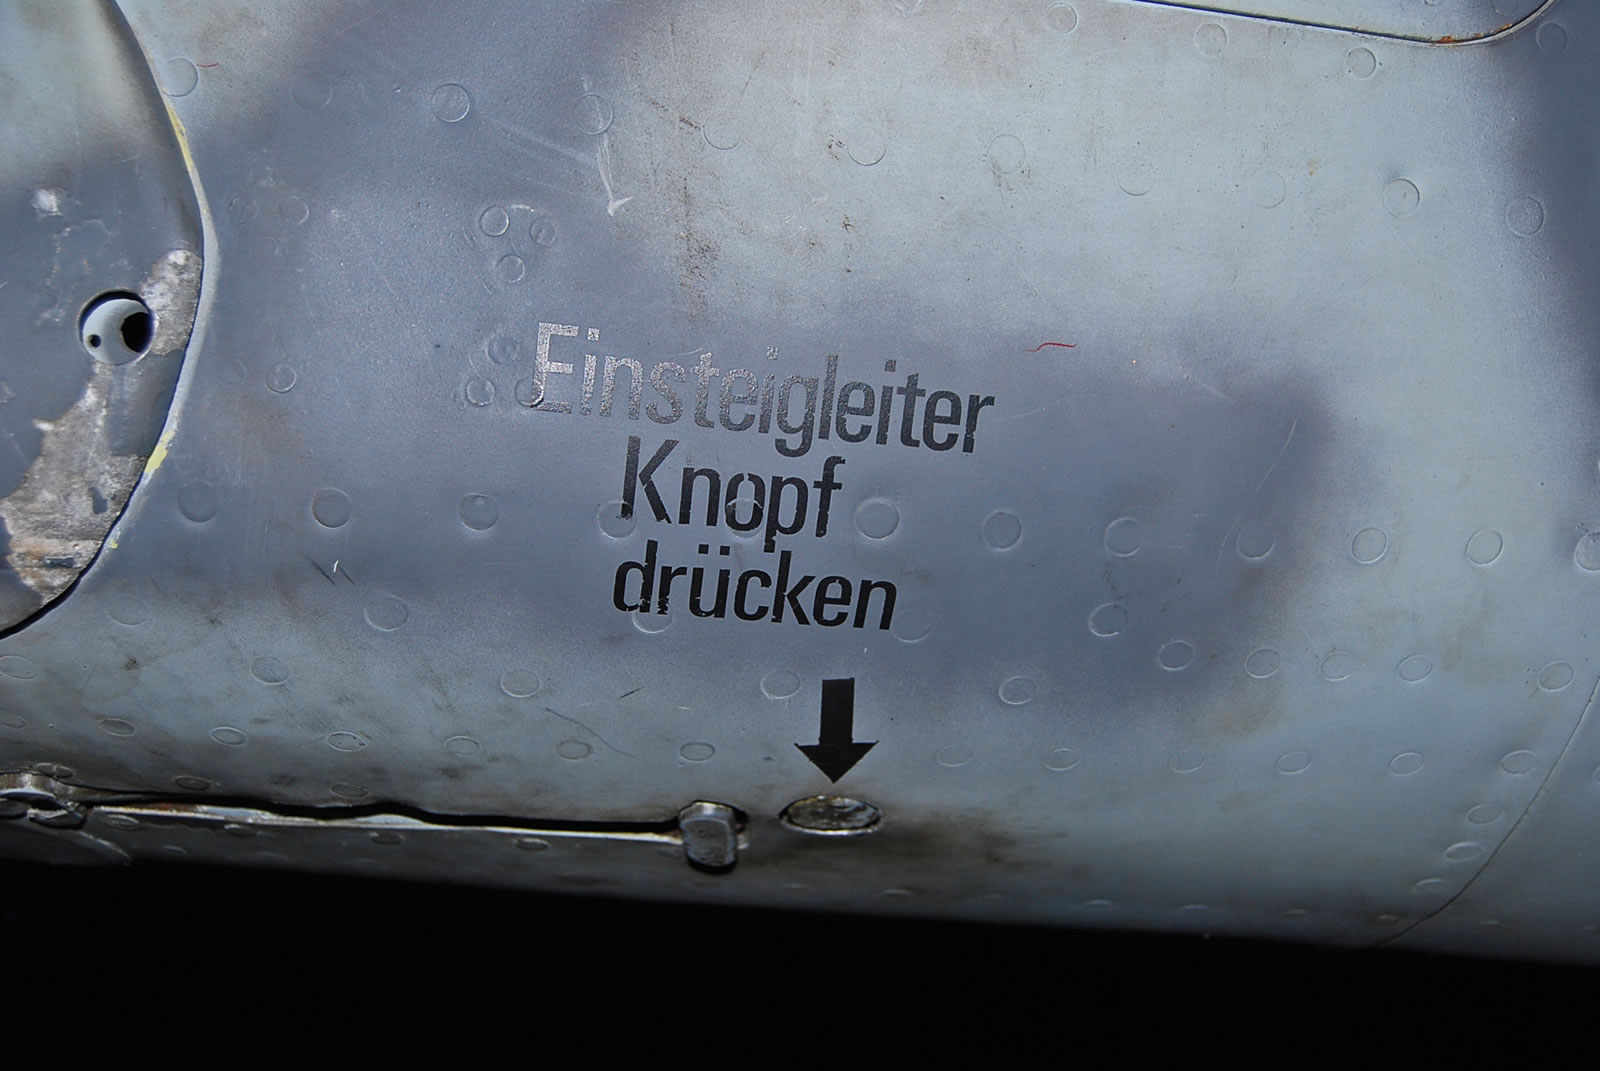 Einsteigleiter
Knopf
drücken